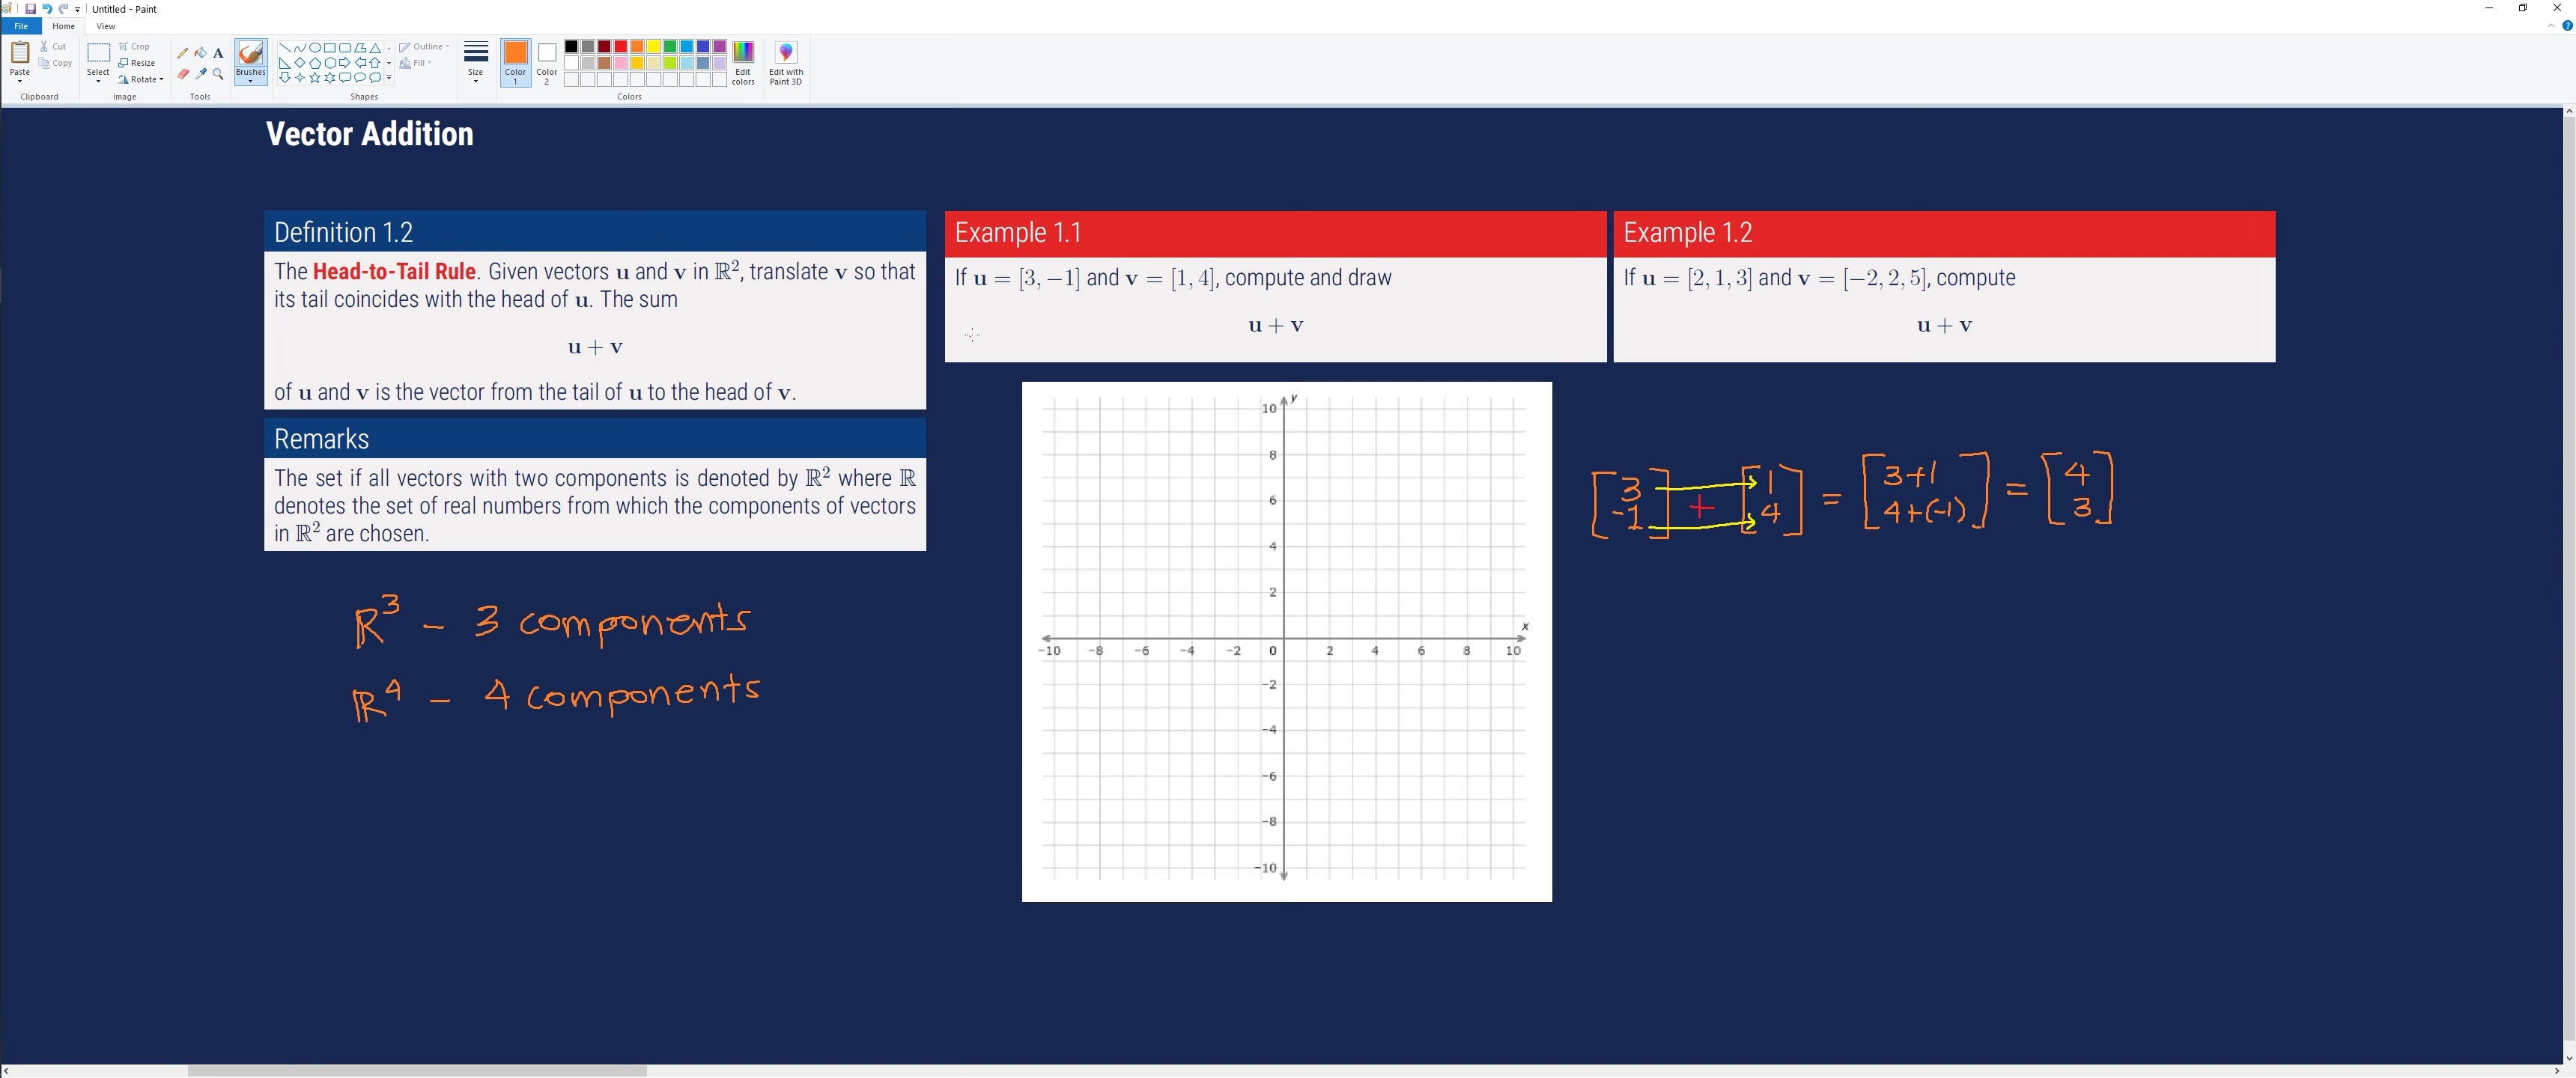 Untitled - Paint
File Home View
Paste
Cut
Copy
Clipboard
Select
Crop
Resize
Rotate
Image
Tools
Brushes
Shapes
Outline
Fill
Size
Color 1
Color 2
Colors
Edit colors
Edit with Paint 3D
Vector Addition
Definition 1.2
The Head-to-Tail Rule. Given vectors u and v in ℝ², translate v so that
its tail coincides with the head of u. The sum
u + v
of u and v is the vector from the tail of u to the head of v.
Remarks
The set if all vectors with two components is denoted by ℝ² where ℝ
denotes the set of real numbers from which the components of vectors
in ℝ² are chosen.
ℝ³ - 3 components
ℝ⁴ - 4 components
Example 1.1
If u = [3, −1] and v = [1, 4], compute and draw
u + v
y
10
8
6
4
2
x
-10 -8 -6 -4 -2 0 2 4 6 8 10
-2
-4
-6
-8
-10
Example 1.2
If u = [2, 1, 3] and v = [−2, 2, 5], compute
u + v
[3 -1] + [1 4] = [3+1 4+(-1)] = [4 3]